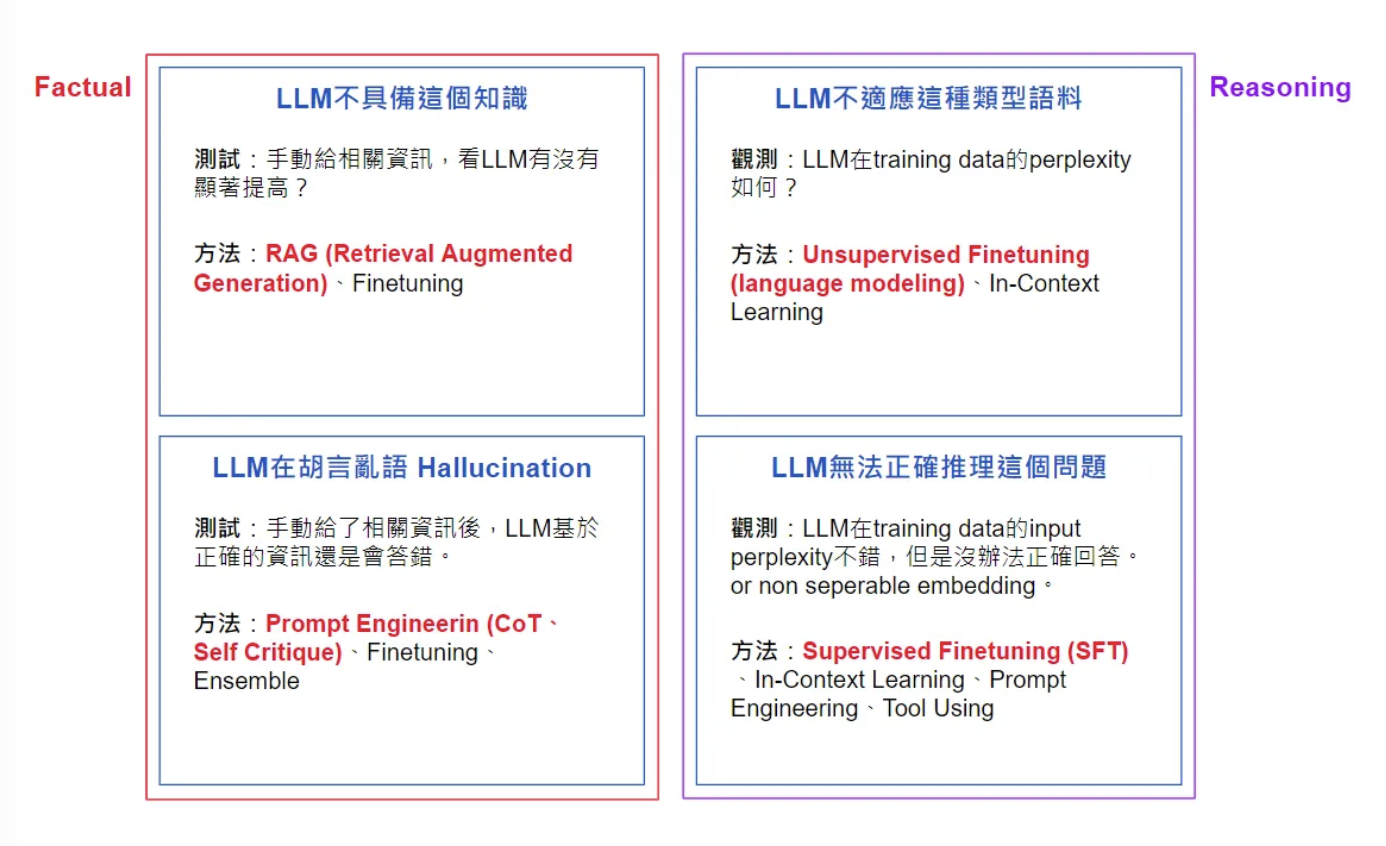 Factual
LLM不具備這個知識
測試：手動給相關資訊，看LLM有沒有
顯著提高？
方法：RAG (Retrieval Augmented
Generation)、Finetuning
LLM在胡言亂語 Hallucination
測試：手動給了相關資訊後，LLM基於
正確的資訊還是會答錯。
方法：Prompt Engineerin (CoT、
Self Critique)、Finetuning、
Ensemble
Reasoning
LLM不適應這種類型語料
觀測：LLM在training data的perplexity
如何？
方法：Unsupervised Finetuning
(language modeling)、In-Context
Learning
LLM無法正確推理這個問題
觀測：LLM在training data的input
perplexity不錯，但是沒辦法正確回答。
or non seperable embedding。
方法：Supervised Finetuning (SFT)
、In-Context Learning、Prompt
Engineering、Tool Using